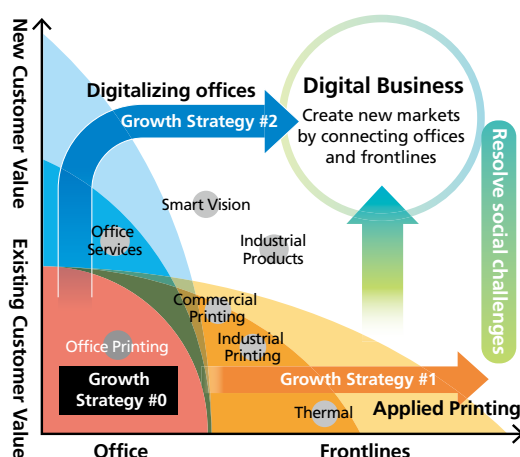 New Customer Value
Existing Customer Value
Digitalizing offices
Growth Strategy #2
Digital Business
Create new markets
by connecting offices
and frontlines
Resolve social challenges
Smart Vision
Office
Services
Industrial
Products
Commercial
Printing
Office Printing
Industrial
Printing
Growth
Strategy #0
Growth Strategy #1
Applied Printing
Thermal
Office
Frontlines